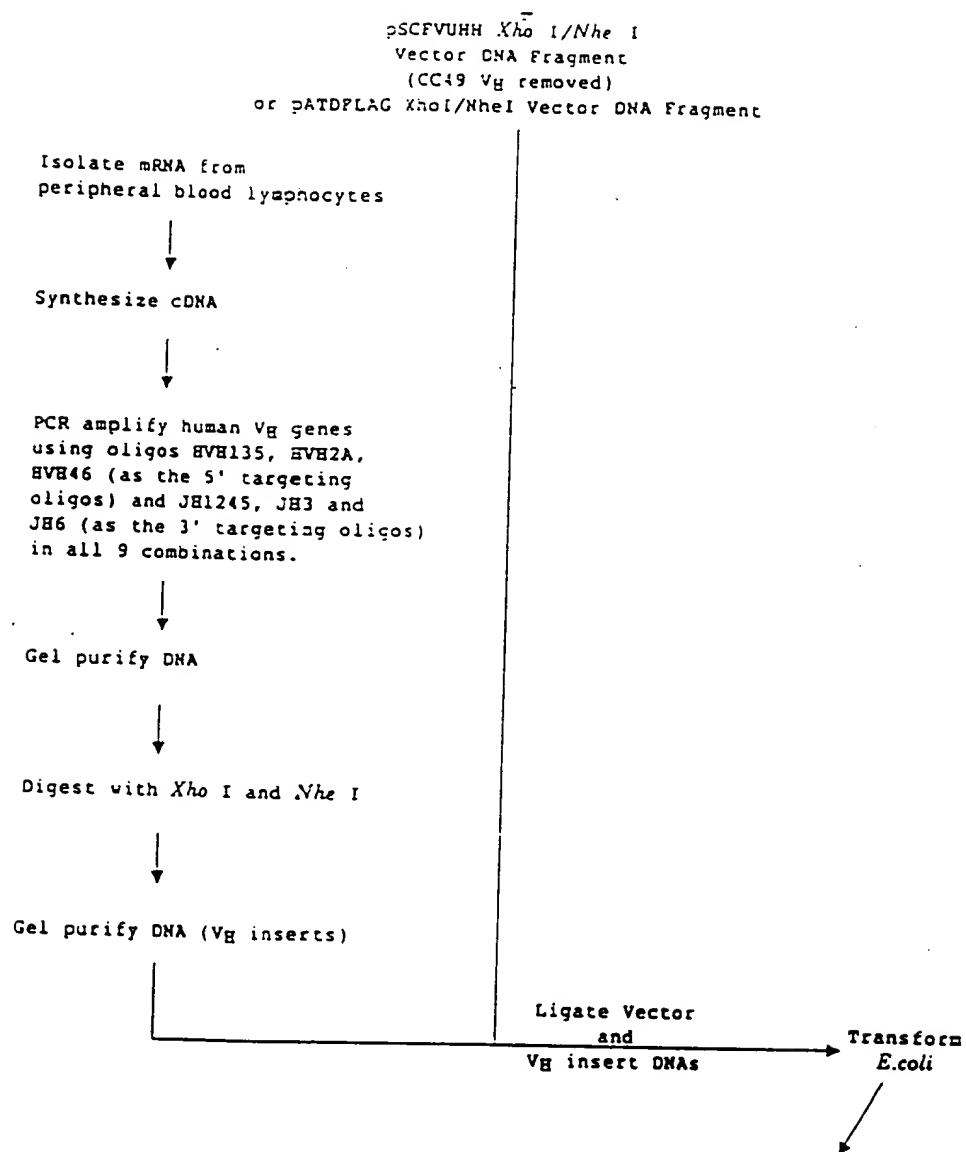 pSCFVUHH Xho I/Nhe I
Vector DNA Fragment
(CC49 VH removed)
or pATDFLAG XhoI/NheI Vector DNA Fragment
Isolate mRNA from
peripheral blood lymphocytes
Synthesize cDNA
PCR amplify human VH genes
using oligos HVH135, HVH2A,
HVH46 (as the 5' targeting
oligos) and JH1245, JH3 and
JH6 (as the 3' targeting oligos)
in all 9 combinations.
Gel purify DNA
Digest with Xho I and Nhe I
Gel purify DNA (VH inserts)
Ligate Vector
and
VH insert DNAs
Transform
E.coli